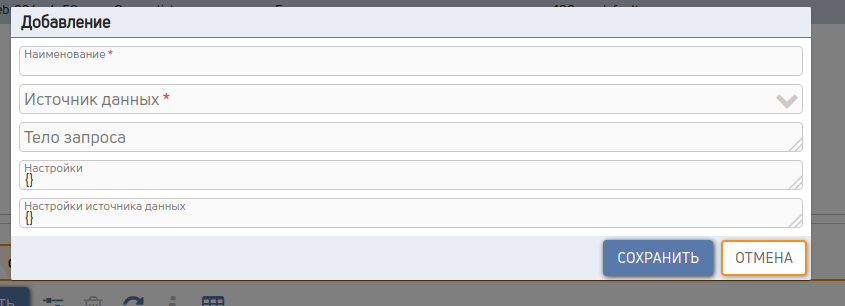 Добавление
Наименование *
Источник данных *
Тело запроса
Настройки
{}
Настройки источника данных
{}
СОХРАНИТЬ
ОТМЕНА